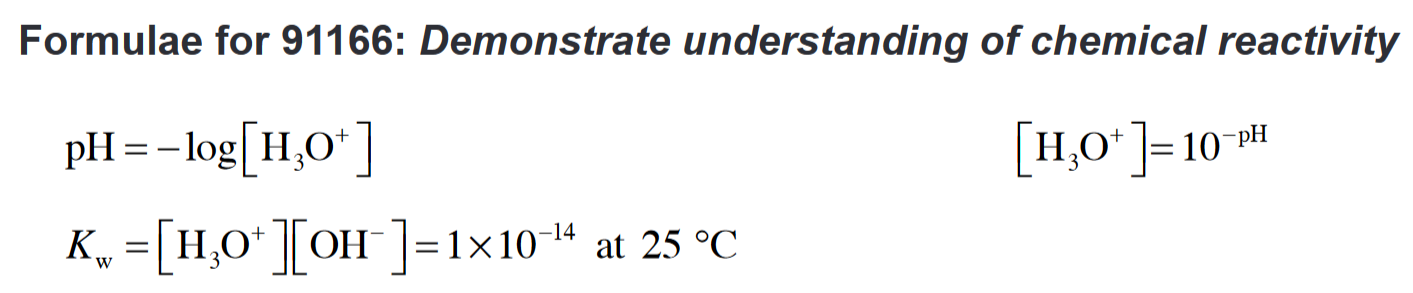 Formulae for 91166: Demonstrate understanding of chemical reactivity
pH = −log[H₃O⁺] [H₃O⁺] = 10⁻ᵖᴴ
K_w = [H₃O⁺][OH⁻] = 1×10⁻¹⁴ at 25 °C